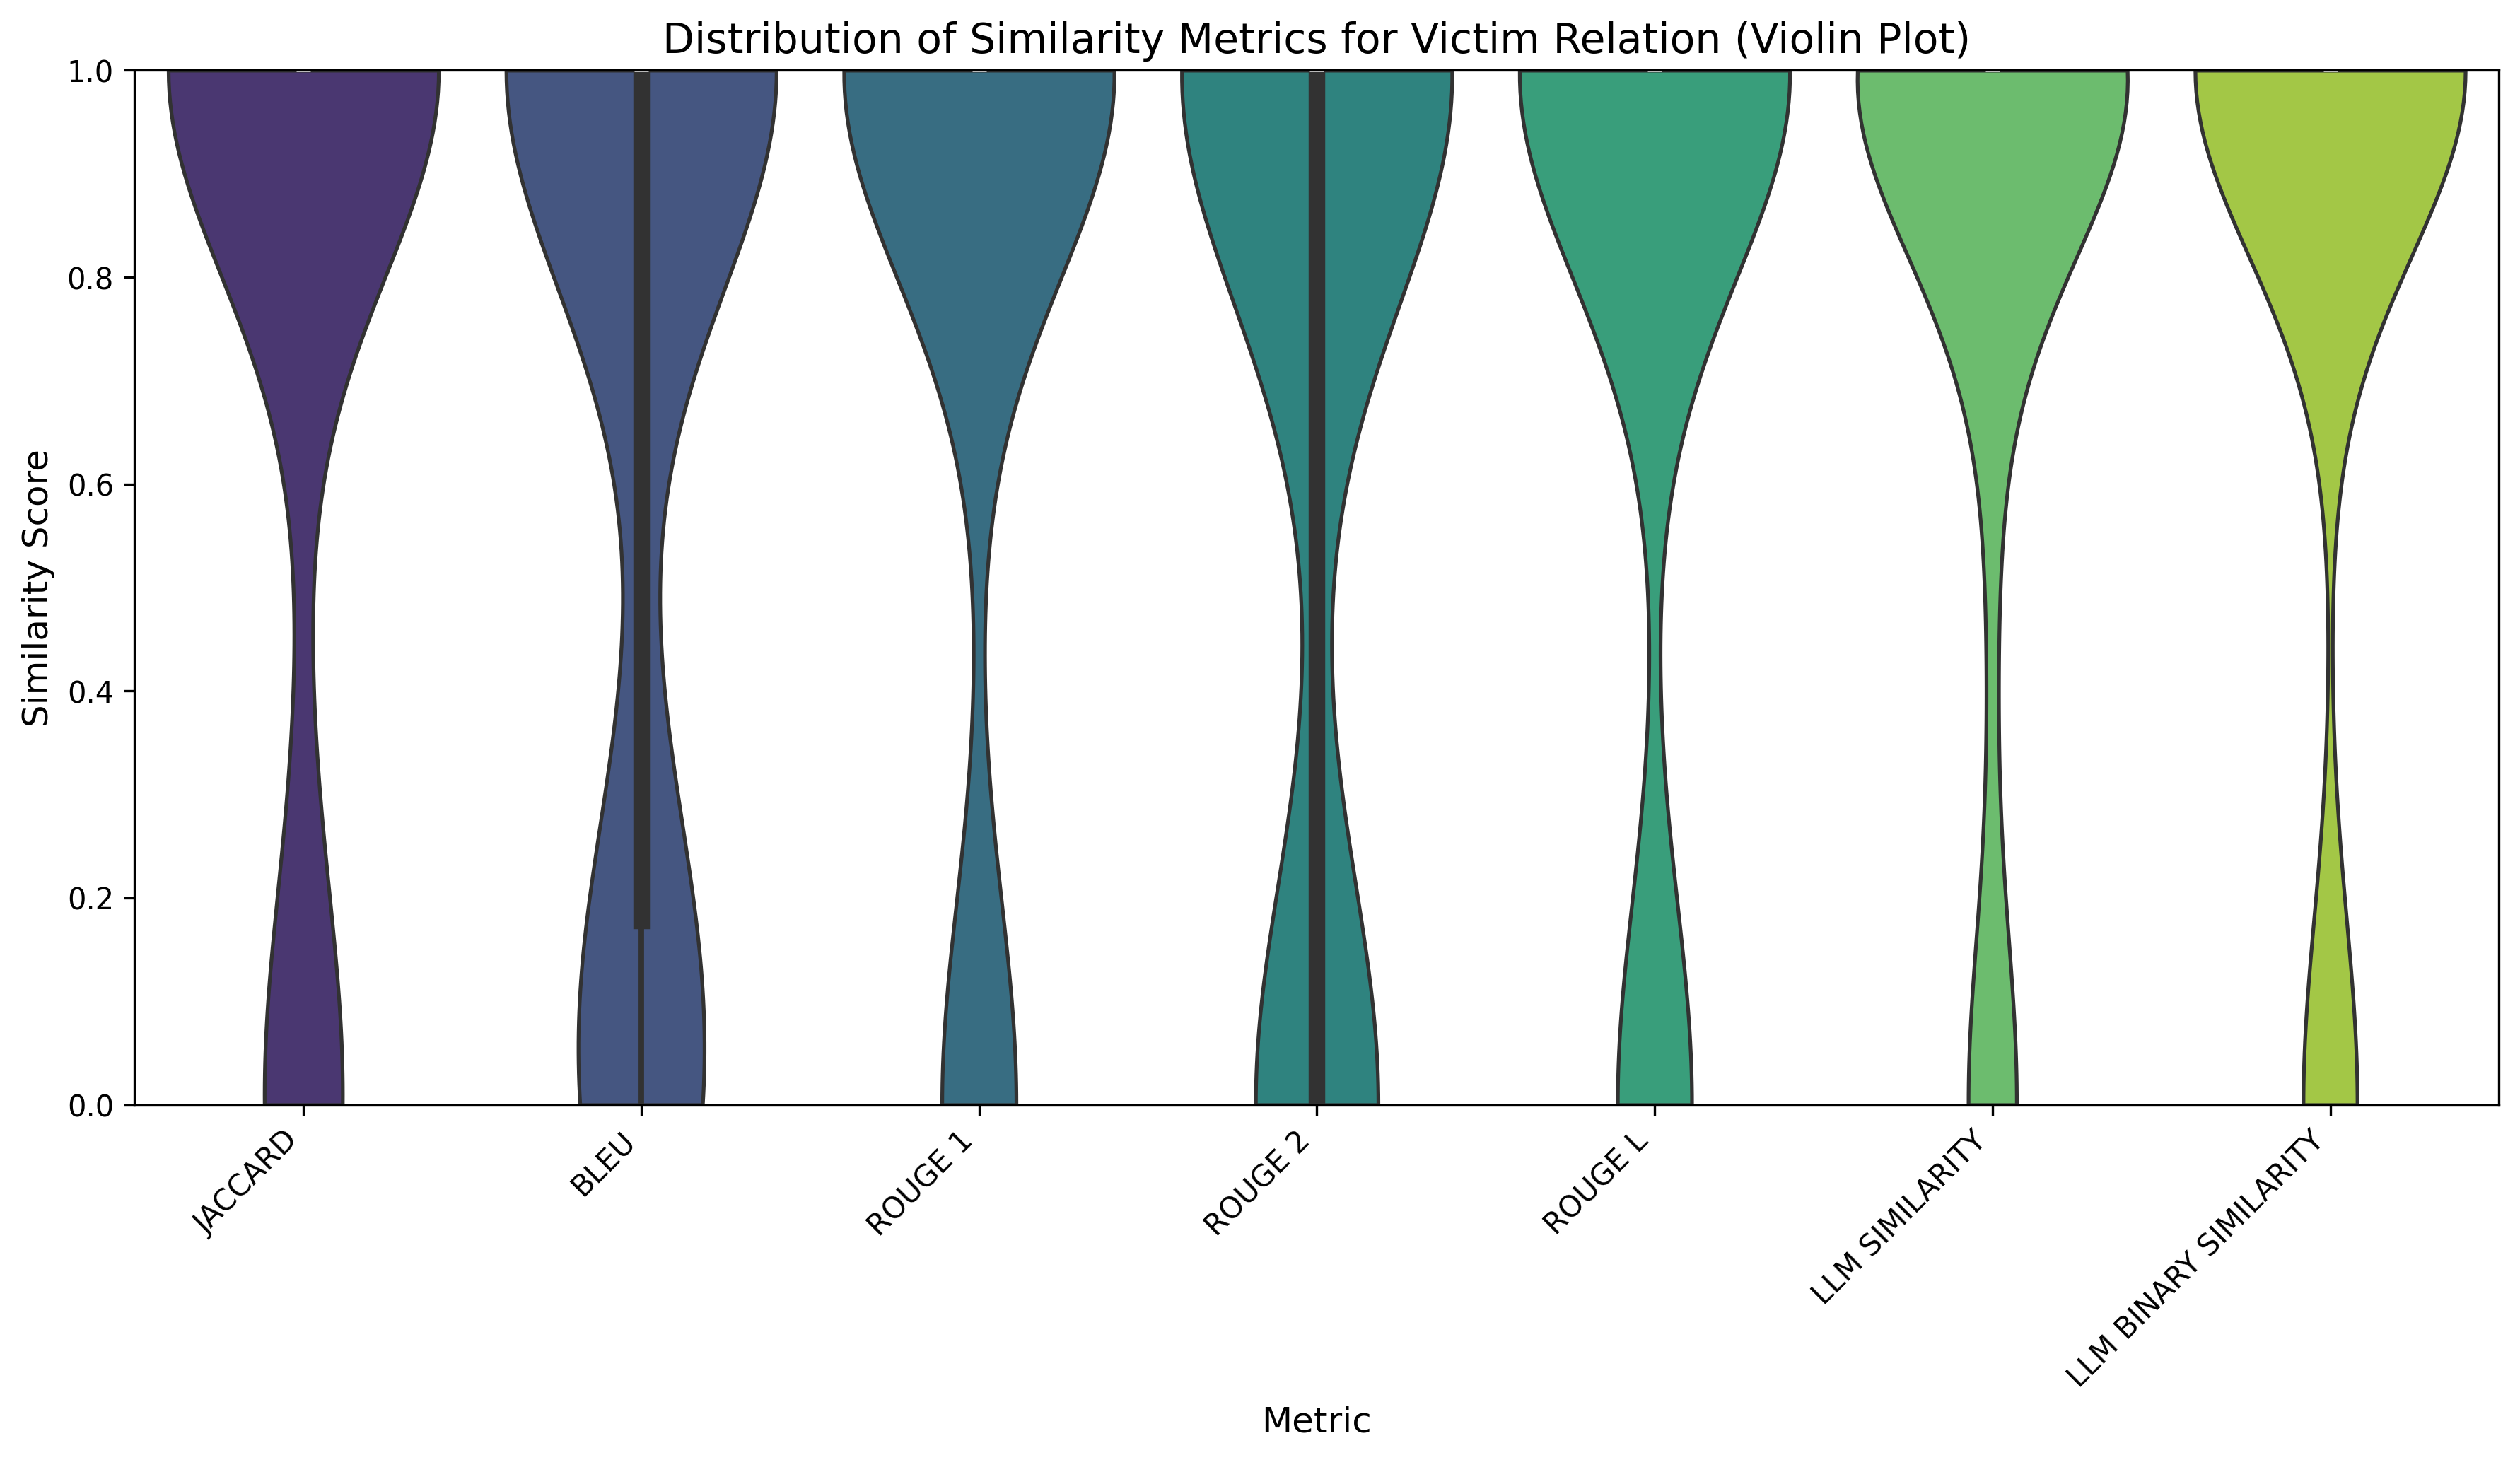 Distribution of Similarity Metrics for Victim Relation (Violin Plot)
1.0
0.8
0.6
0.4
0.2
0.0
Similarity Score
JACCARD
BLEU
ROUGE 1
ROUGE 2
ROUGE L
LLM SIMILARITY
LLM BINARY SIMILARITY
Metric